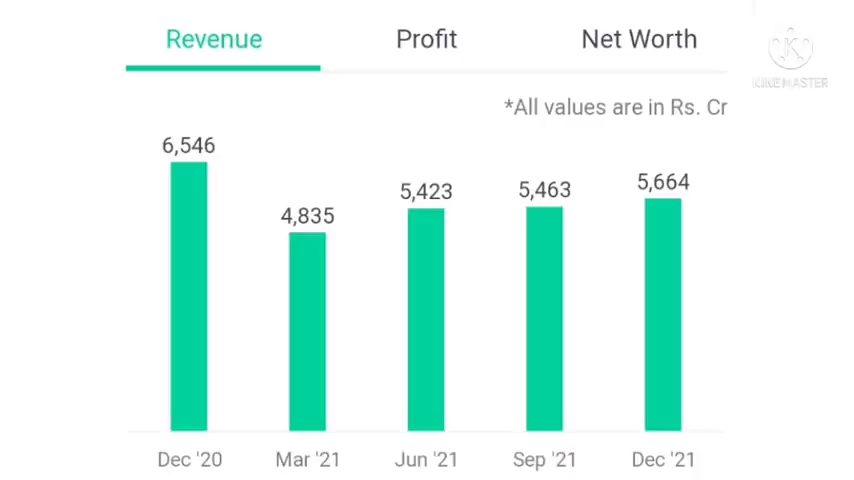 Revenue Profit Net Worth
KINEMASTER
*All values are in Rs. Cr
6,546
4,835
5,423
5,463
5,664
Dec '20 Mar '21 Jun '21 Sep '21 Dec '21